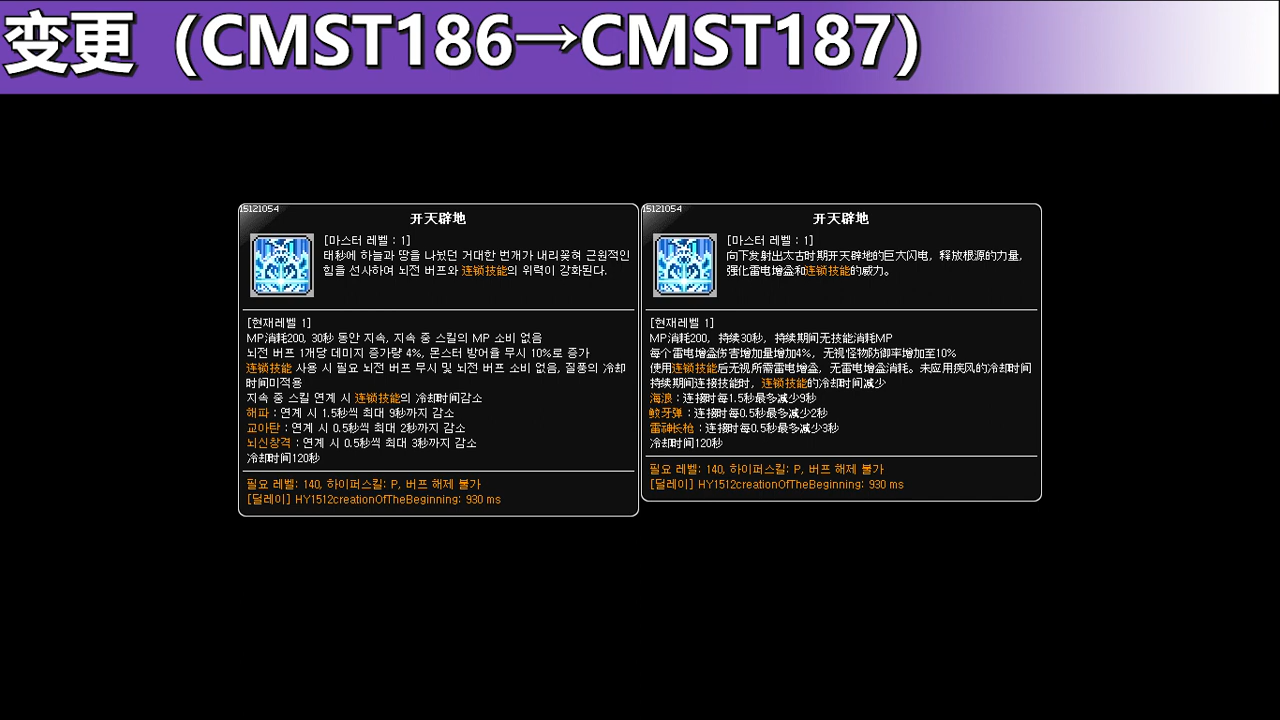 变更（CMST186→CMST187）
15121054
开天辟地
[마스터 레벨 : 1]
태秒에 하늘과 땅을 나눴던 거대한 번개가 내리꽂혀 근원적인
힘을 선사하여 뇌전 버프와 连锁技能의 위력이 강화된다.
[현재레벨 1]
MP消耗200, 30秒 동안 지속, 지속 중 스킬의 MP 소비 없음
뇌전 버프 1개당 데미지 증가량 4%, 몬스터 방어율 무시 10%로 증가
连锁技能 사용 시 필요 뇌전 버프 무시 및 뇌전 버프 소비 없음, 질풍의 冷却
时间미적용
지속 중 스킬 연계 시 连锁技能의 冷却时间감소
해파 : 연계 시 1.5秒씩 최대 9秒까지 감소
교아탄 : 연계 시 0.5秒씩 최대 2秒까지 감소
뇌신창격 : 연계 시 0.5秒씩 최대 3秒까지 감소
冷却时间120秒
필요 레벨: 140, 하이퍼스킬: P, 버프 해제 불가
[딜레이] HY1512creationOfTheBeginning: 930 ms
15121054
开天辟地
[마스터 레벨 : 1]
向下发射出太古时期开天辟地的巨大闪电，释放根源的力量，
强化雷电增益和连锁技能的威力。
[현재레벨 1]
MP消耗200，持续30秒，持续期间无技能消耗MP
每个雷电增益伤害增加量增加4%，无视怪物防御率增加至10%
使用连锁技能后无视所需雷电增益，无雷电增益消耗。未应用疾风的冷却时间
持续期间连接技能时，连锁技能的冷却时间减少
海浪：连接时每1.5秒最多减少9秒
鲛牙弹：连接时每0.5秒最多减少2秒
雷神长枪：连接时每0.5秒最多减少3秒
冷却时间120秒
필요 레벨: 140, 하이퍼스킬: P, 버프 해제 불가
[딜레이] HY1512creationOfTheBeginning: 930 ms